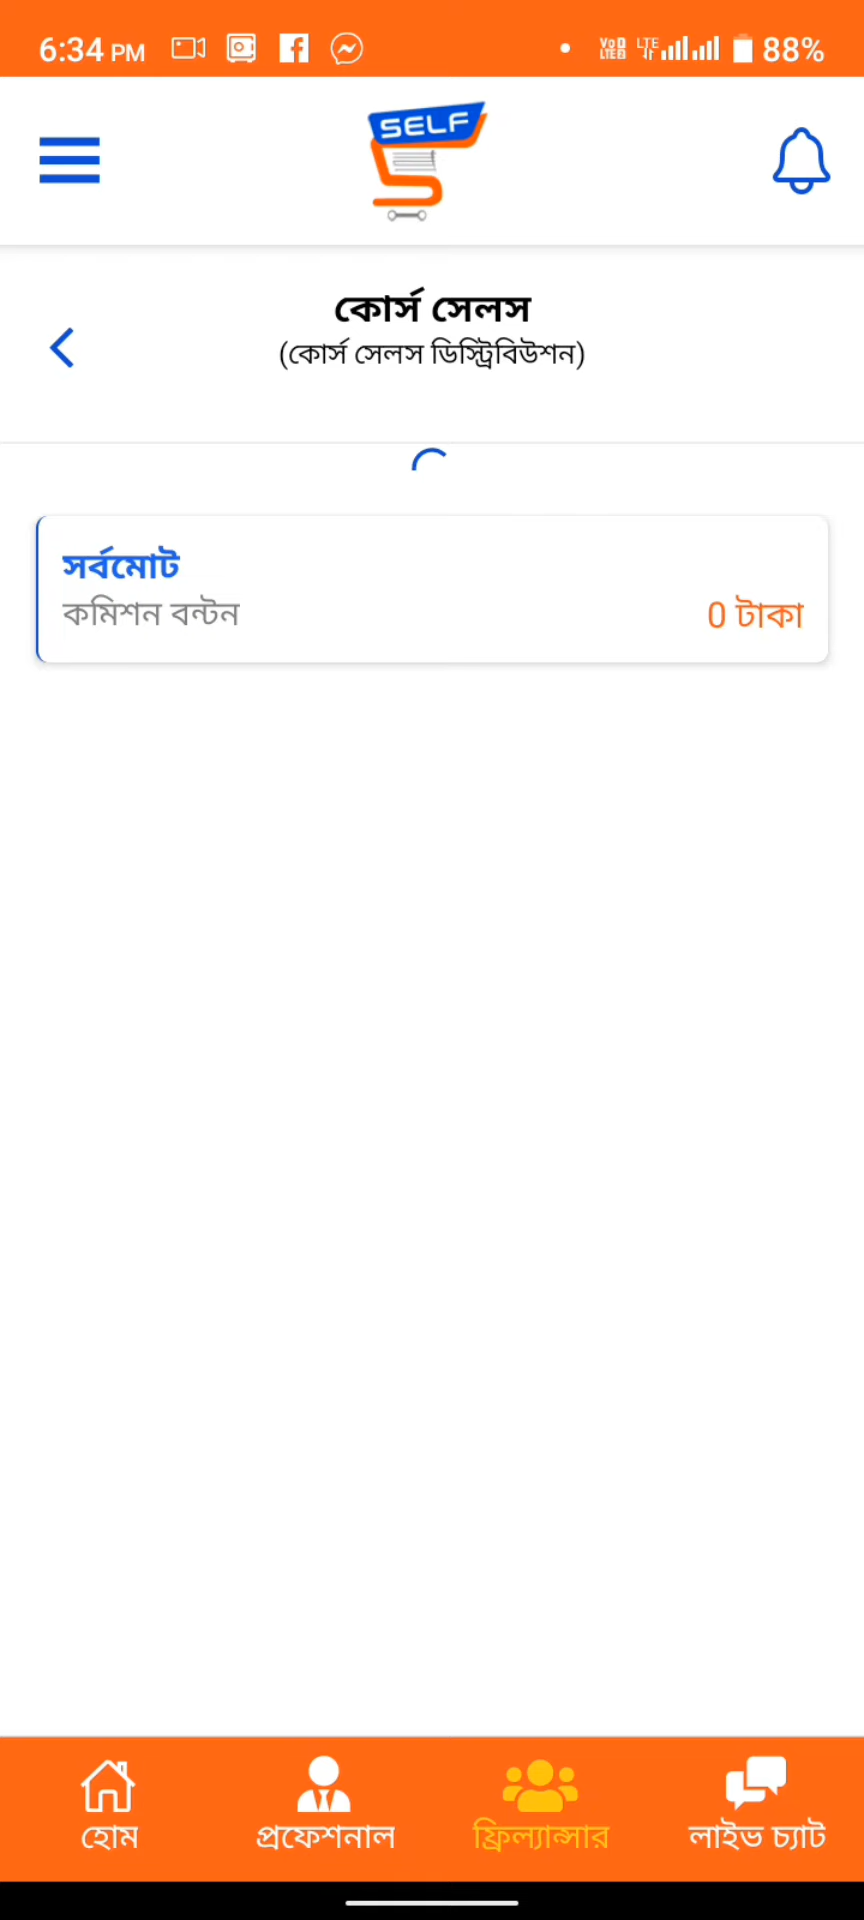 6:34 PM 88%
SELF
কোর্স সেলস
(কোর্স সেলস ডিস্ট্রিবিউশন)
সর্বমোট
কমিশন বন্টন 0 টাকা
হোম প্রফেশনাল ফ্রিল্যান্সার লাইভ চ্যাট